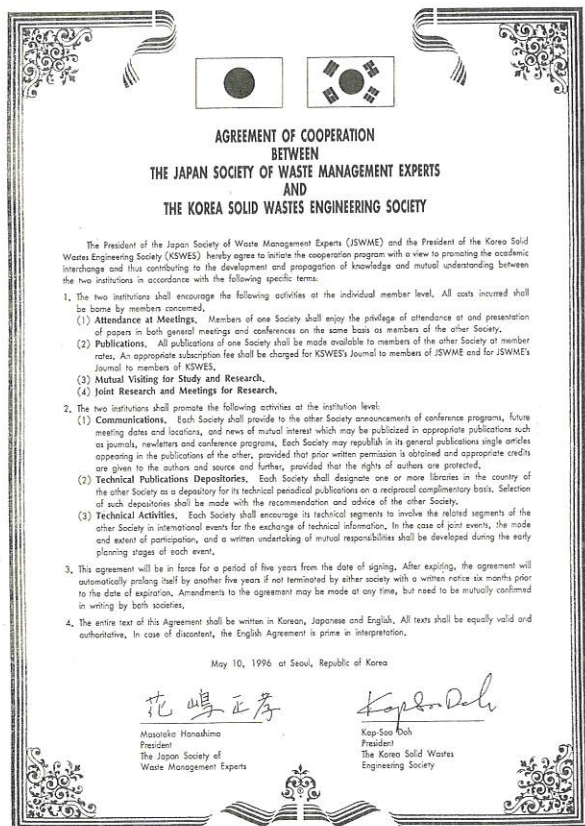 AGREEMENT OF COOPERATION
BETWEEN
THE JAPAN SOCIETY OF WASTE MANAGEMENT EXPERTS
AND
THE KOREA SOLID WASTES ENGINEERING SOCIETY
The President of the Japan Society of Waste Management Experts (JSWME) and the President of the Korea Solid
Wastes Engineering Society (KSWES) hereby agree to initiate the cooperation program with a view to promoting the academic
interchange and thus contributing to the development and propagation of knowledge and mutual understanding between
the two institutions in accordance with the following specific terms:
1. The two institutions shall encourage the following activities at the individual member level. All costs incurred shall
be borne by members concerned.
(1) Attendance at Meetings. Members of one Society shall enjoy the privilege of attendance at and presentation
of papers in both general meetings and conferences on the same basis as members of the other Society.
(2) Publications. All publications of one Society shall be made available to members of the other Society at member
rates. An appropriate subscription fee shall be charged for KSWES's Journal to members of JSWME and for JSWME's
Journal to members of KSWES.
(3) Mutual Visiting for Study and Research.
(4) Joint Research and Meetings for Research.
2. The two institutions shall promote the following activities at the institution level:
(1) Communications. Each Society shall provide to the other Society announcements of conference programs, future
meeting dates and locations, and news of mutual interest which may be publicized in appropriate publications such
as journals, newletters and conference programs. Each Society may republish in its general publications single articles
appearing in the publications of the other, provided that prior written permission is obtained and appropriate credits
are given to the authors and source and further, provided that the rights of authors are protected.
(2) Technical Publications Depositories. Each Society shall designate one or more libraries in the country of
the other Society as a depository for its technical periodical publications on a reciprocal complimentary basis. Selection
of such depositories shall be made with the recommendation and advice of the other Society.
(3) Technical Activities. Each Society shall encourage its technical segments to involve the related segments of the
other Society in international events for the exchange of technical information. In the case of joint events, the mode
and extent of participation, and a written undertaking of mutual responsibilities shall be developed during the early
planning stages of each event.
3. This agreement will be in force for a period of five years from the date of signing. After expiring, the agreement will
automatically prolong itself by another five years if not terminated by either society with a written notice six months prior
to the date of expiration. Amendments to the agreement may be made at any time, but need to be mutually confirmed
in writing by both societies.
4. The entire text of this Agreement shall be written in Korean, Japanese and English. All texts shall be equally valid and
authoritative. In case of discontent, the English Agreement is prime in interpretation.
May 10, 1996 at Seoul, Republic of Korea
花嶋正孝
Kap-Soo Doh
Masataka Hanashima
President
The Japan Society of
Waste Management Experts
Kap-Soo Doh
President
The Korea Solid Wastes
Engineering Society